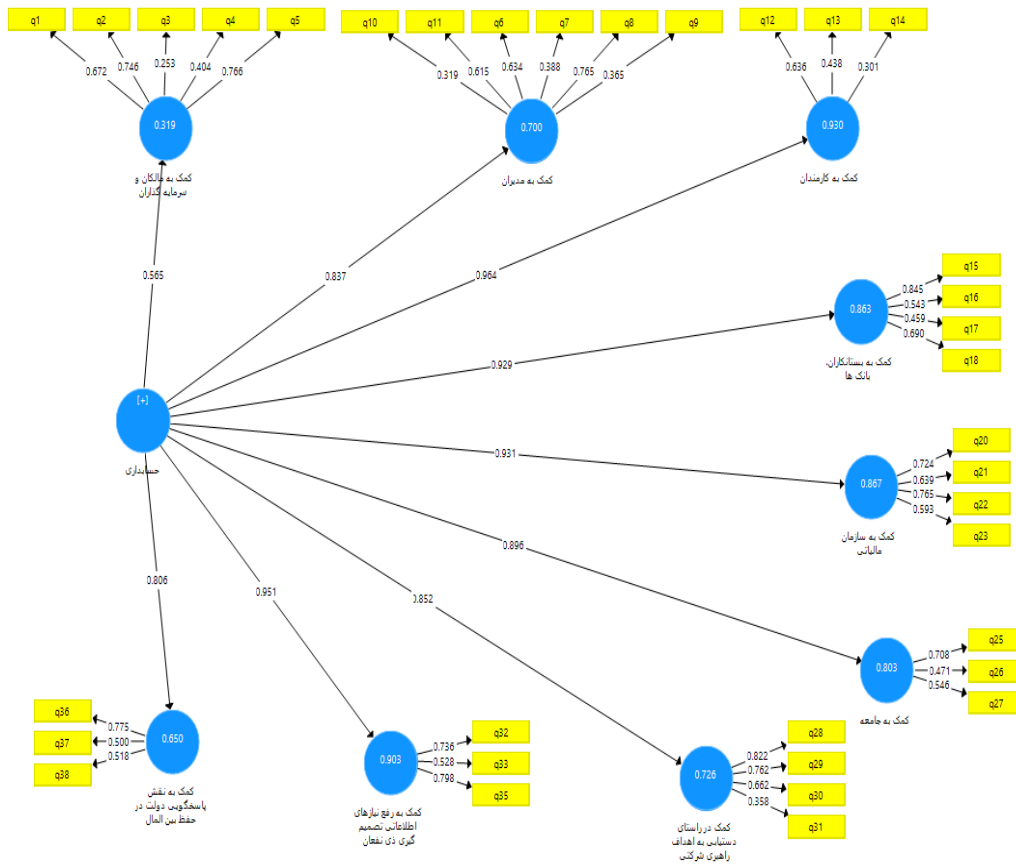 q1 q2 q3 q4 q5 q10 q11 q6 q7 q8 q9 q12 q13 q14
0.672 0.746 0.253 0.404 0.766 0.319 0.615 0.634 0.388 0.765 0.365 0.636 0.438 0.301
0.319 0.700 0.930
کمک به مالکان و
سرمایه گذاران
کمک به مدیران
کمک به کارمندان
0.565
0.837
0.964
q15
0.845
q16
0.543
0.863
0.459
q17
0.690
q18
کمک به بستانکاران،
بانک ها
0.929
[+]
حسابداری
0.931
q20
0.724
q21
0.639
0.867
0.765
q22
0.593
q23
کمک به سازمان
مالیاتی
0.896
0.806
0.951
0.852
q25
0.708
0.803
0.471
q26
0.546
q27
کمک به جامعه
q36
0.775
q37
0.500
0.650
0.518
q38
کمک به نقش
پاسخگویی دولت در
حفظ بین المال
q32
0.736
q33
0.528
0.903
0.798
q35
کمک به رفع نیازهای
اطلاعاتی تصمیم
گیری ذی نفعان
q28
0.822
q29
0.762
0.726
0.662
q30
0.358
q31
کمک در راستای
دستیابی به اهداف
راهبری شرکتی